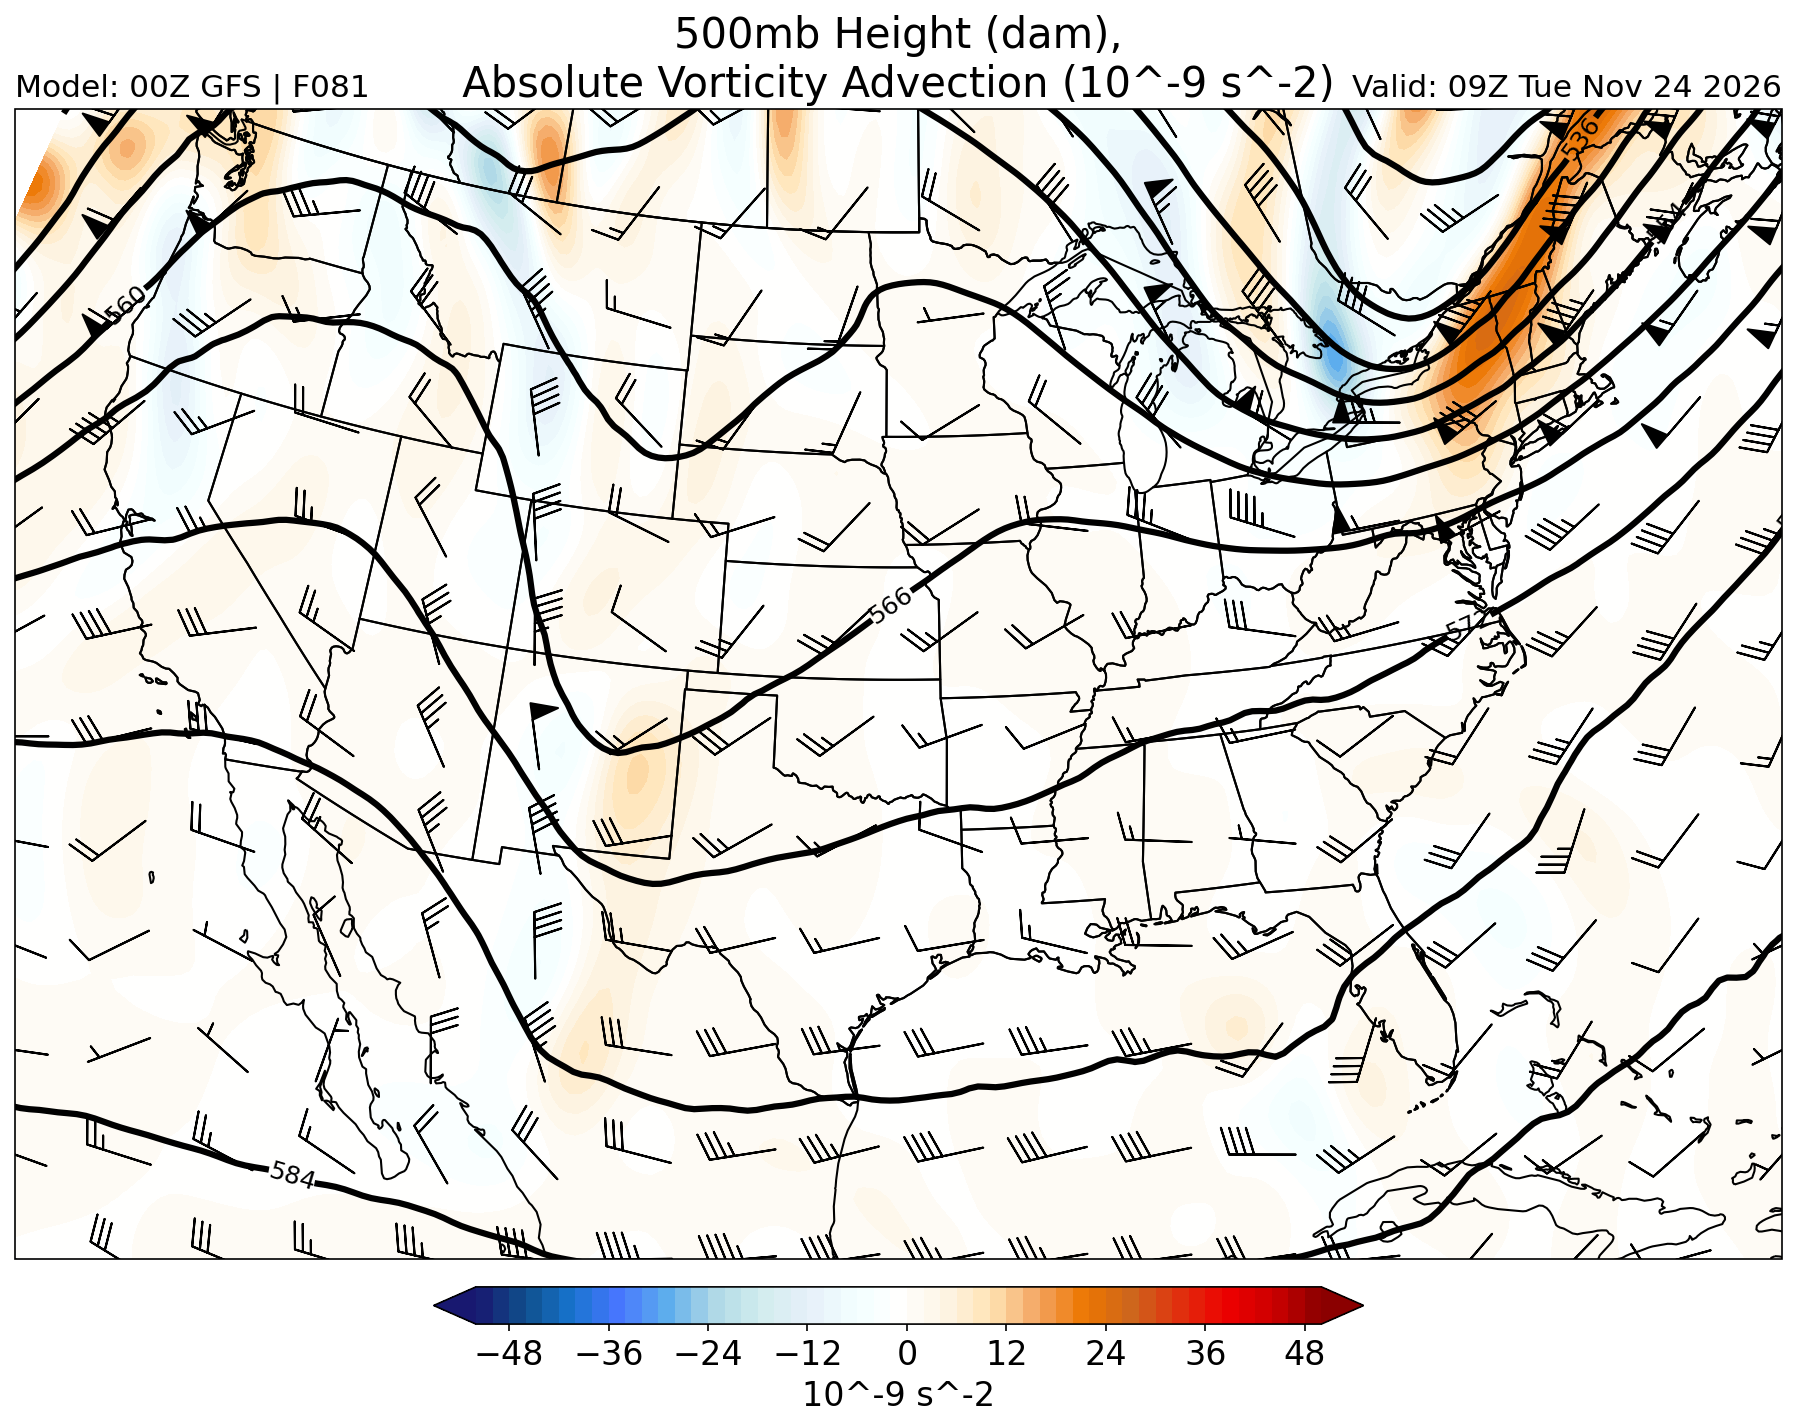 500mb Height (dam),
Model: 00Z GFS | F081
Absolute Vorticity Advection (10^-9 s^-2)
Valid: 09Z Tue Nov 24 2026
536
560
566
584
−48 −36 −24 −12 0 12 24 36 48
10^-9 s^-2